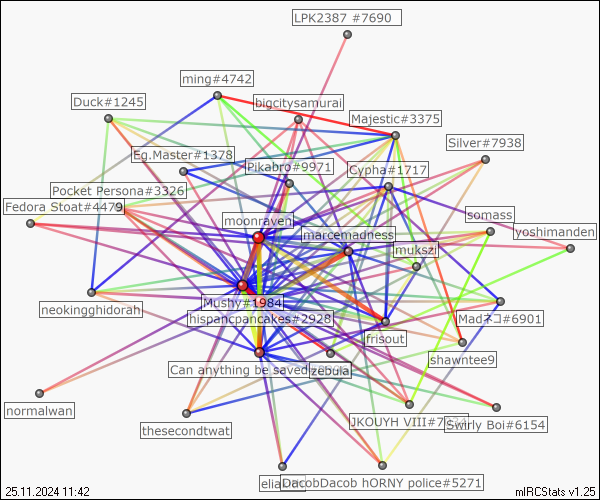 LPK2387 #7690
ming#4742
Duck#1245
bigcitysamurai
Majestic#3375
Silver#7938
Eg.Master#1378
Pikabro#9971
Cypha#1717
Pocket Persona#3326
Fedora Stoat#4479
moonraven
marcemadness
somass
yoshimanden
mukszi
neokingghidorah
Mushy#1984
hispancpancakes#2928
Madネコ#6901
frisout
shawntee9
Can anything be saved
zebula
normalwan
thesecondtwat
JKOUYH VIII
Swirly Boi#6154
DacobDacob hORNY police#5271
25.11.2024 11:42
mIRCStats v1.25